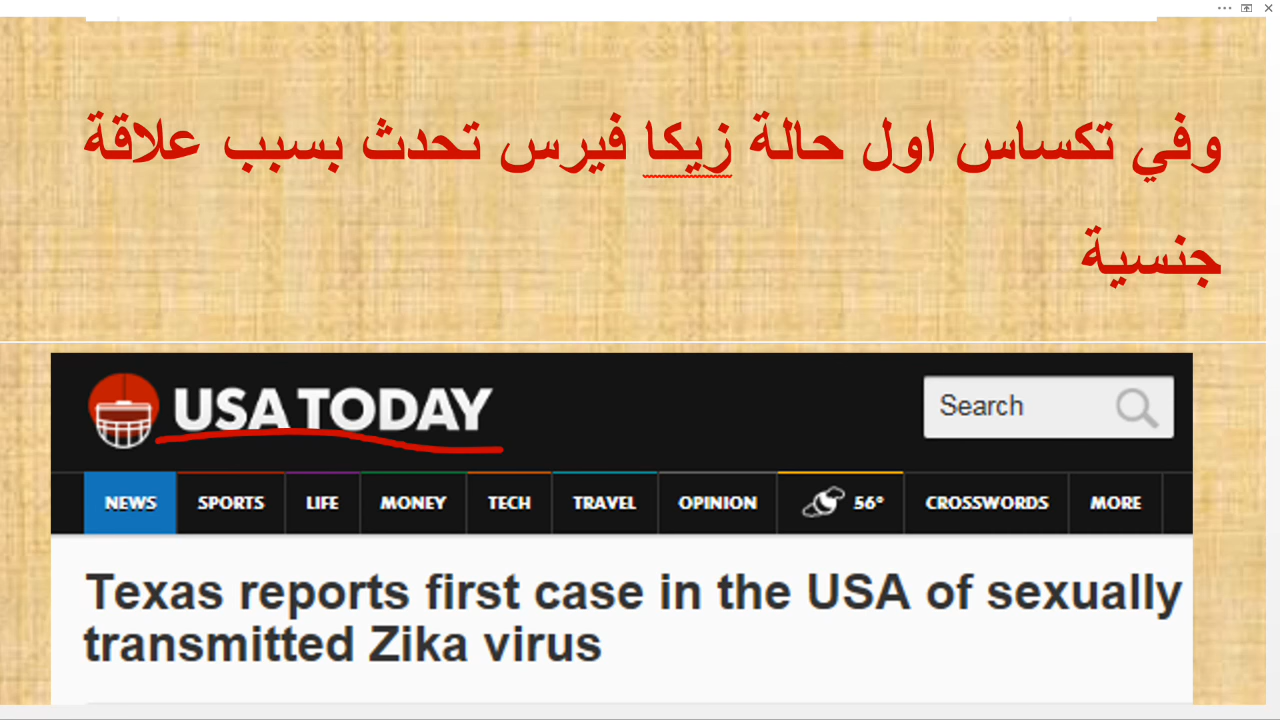 وفي تكساس اول حالة زيكا فيرس تحدث بسبب علاقة
جنسية
USA TODAY
Search
NEWS SPORTS LIFE MONEY TECH TRAVEL OPINION 56° CROSSWORDS MORE
Texas reports first case in the USA of sexually
transmitted Zika virus